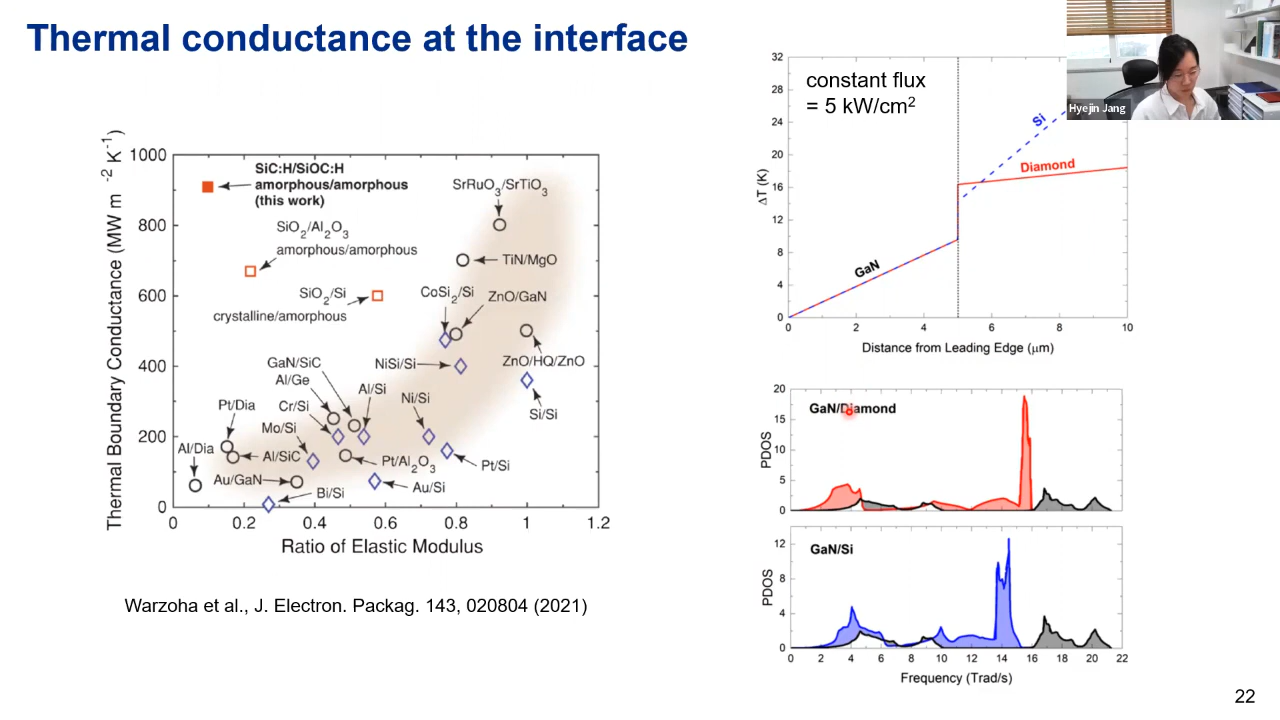 Thermal conductance at the interface
Hyejin Jang
Thermal Boundary Conductance (MW m⁻² K⁻¹)
1000
800
600
400
200
0
0
0.2
0.4
0.6
0.8
1
1.2
Ratio of Elastic Modulus
SiC:H/SiOC:H
amorphous/amorphous
(this work)
SiO₂/Al₂O₃
amorphous/amorphous
SiO₂/Si
crystalline/amorphous
SrRuO₃/SrTiO₃
TiN/MgO
CoSi₂/Si
ZnO/GaN
NiSi/Si
ZnO/HQ/ZnO
GaN/SiC
Al/Ge
Al/Si
Cr/Si
Ni/Si
Si/Si
Pt/Dia
Mo/Si
Al/Dia
Al/SiC
Pt/Al₂O₃
Pt/Si
Au/GaN
Bi/Si
Au/Si
Warzoha et al., J. Electron. Packag. 143, 020804 (2021)
constant flux
= 5 kW/cm²
ΔT (K)
32
28
24
20
16
12
8
4
0
Si
Diamond
GaN
0
2
4
6
8
10
Distance from Leading Edge (μm)
GaN/Diamond
PDOS
20
15
10
5
0
GaN/Si
PDOS
12
8
4
0
0
2
4
6
8
10
12
14
16
18
20
22
Frequency (Trad/s)
22